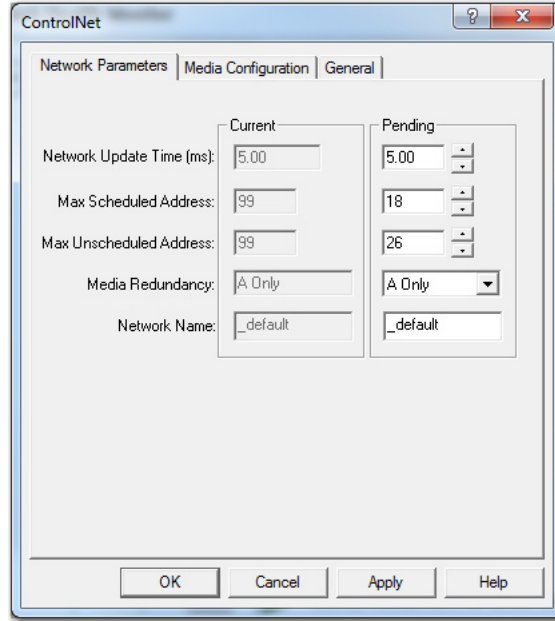 ControlNet
Network Parameters Media Configuration General
Current Pending
Network Update Time (ms): 5.00 5.00
Max Scheduled Address: 99 18
Max Unscheduled Address: 99 26
Media Redundancy: A Only A Only
Network Name: _default _default
OK Cancel Apply Help